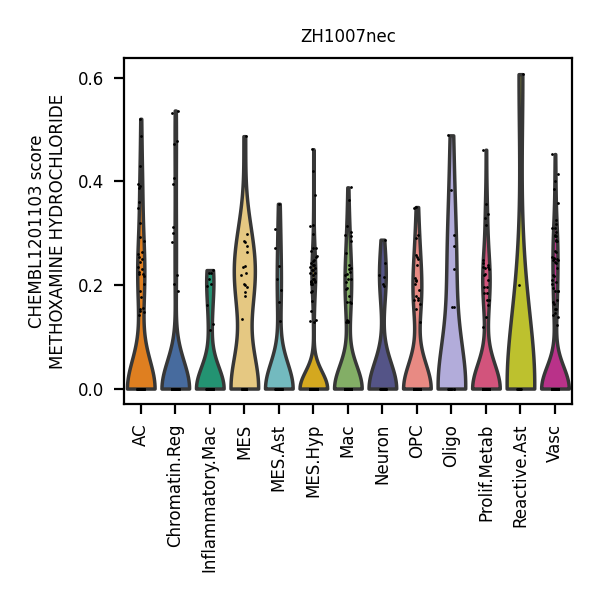 ZH1007nec
CHEMBL1201103 score
METHOXAMINE HYDROCHLORIDE
0.6
0.4
0.2
0.0
AC
Chromatin.Reg
Inflammatory.Mac
MES
MES.Ast
MES.Hyp
Mac
Neuron
OPC
Oligo
Prolif.Metab
Reactive.Ast
Vasc